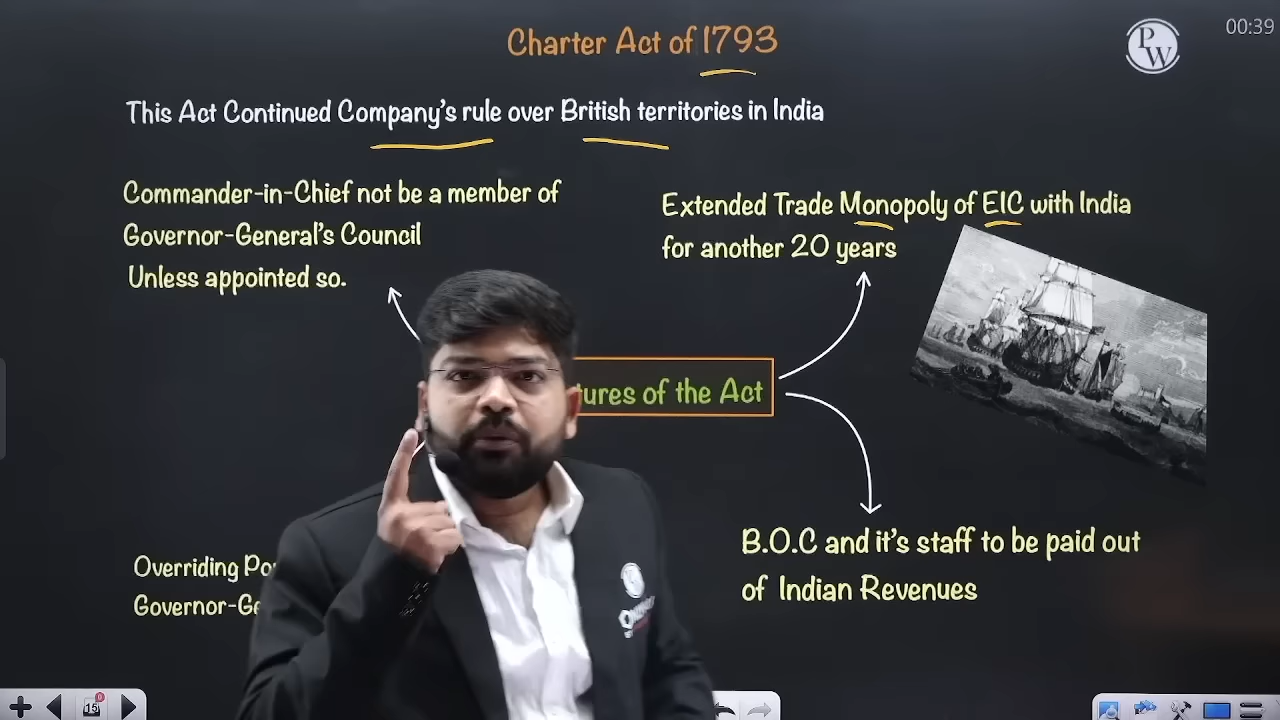 Charter Act of 1793
PW
00:39
This Act Continued Company's rule over British territories in India
Commander-in-Chief not be a member of
Governor-General's Council
Unless appointed so.
Extended Trade Monopoly of EIC with India
for another 20 years
tures of the Act
Overriding Po
Governor-Ge
B.O.C and it's staff to be paid out
of Indian Revenues
15